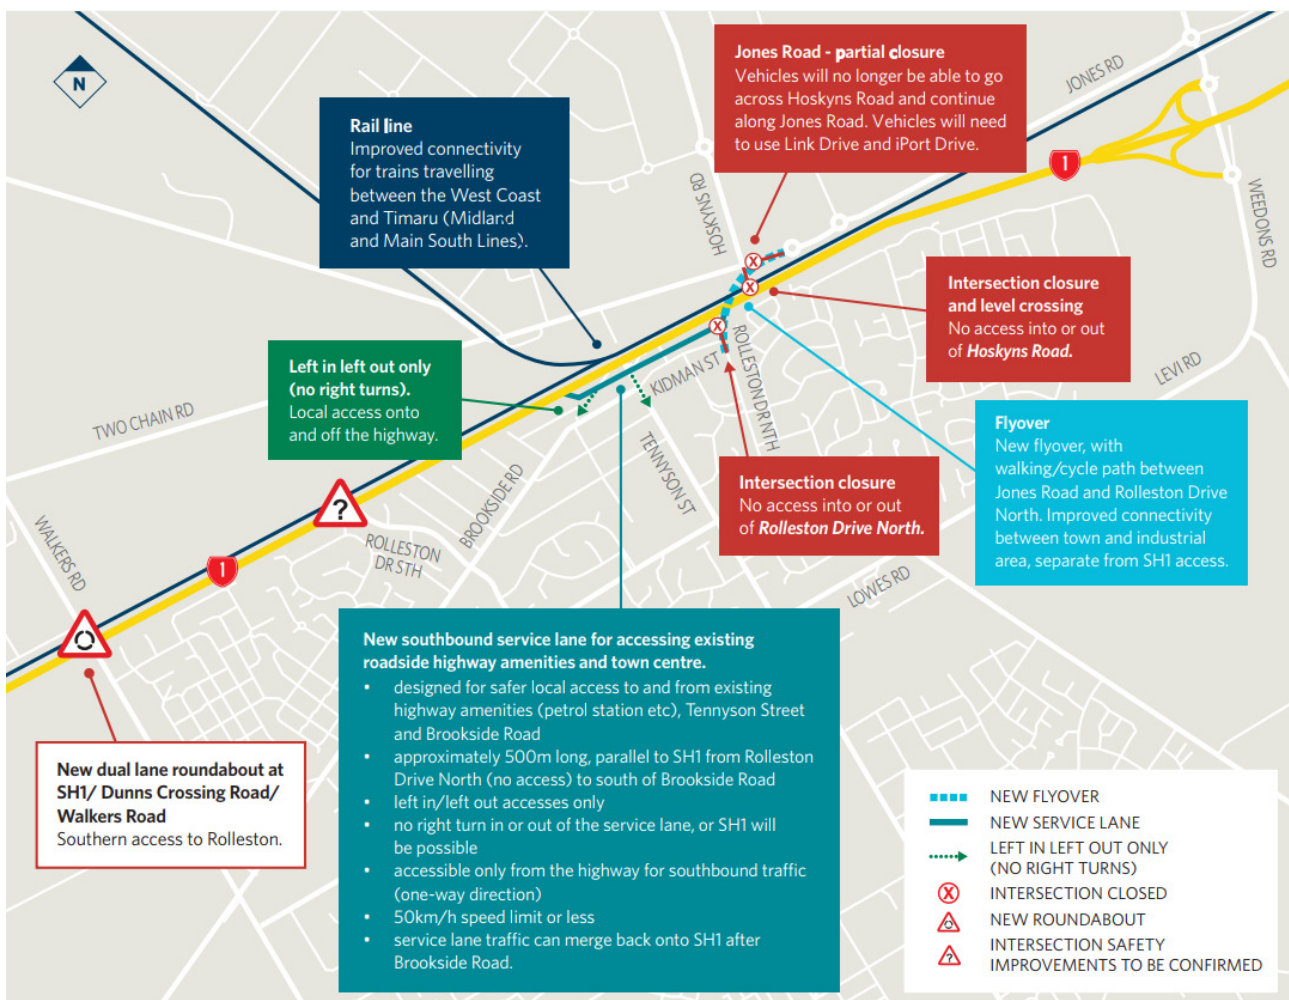 N
Rail line
Improved connectivity
for trains travelling
between the West Coast
and Timaru (Midland
and Main South Lines).
Jones Road - partial closure
Vehicles will no longer be able to go
across Hoskyns Road and continue
along Jones Road. Vehicles will need
to use Link Drive and iPort Drive.
JONES RD
1
HOSKYNS RD
WEEDONS RD
X
X
X
Intersection closure
and level crossing
No access into or out
of Hoskyns Road.
Left in left out only
(no right turns).
Local access onto
and off the highway.
KIDMAN ST
ROLLESTON DR NTH
LEVI RD
TWO CHAIN RD
TENNYSON ST
BROOKSIDE RD
Flyover
New flyover, with
walking/cycle path between
Jones Road and Rolleston Drive
North. Improved connectivity
between town and industrial
area, separate from SH1 access.
Intersection closure
No access into or out
of Rolleston Drive North.
?
WALKERS RD
ROLLESTON
DR STH
1
LOWES RD
New southbound service lane for accessing existing
roadside highway amenities and town centre.
• designed for safer local access to and from existing
highway amenities (petrol station etc), Tennyson Street
and Brookside Road
• approximately 500m long, parallel to SH1 from Rolleston
Drive North (no access) to south of Brookside Road
• left in/left out accesses only
• no right turn in or out of the service lane, or SH1 will
be possible
• accessible only from the highway for southbound traffic
(one-way direction)
• 50km/h speed limit or less
• service lane traffic can merge back onto SH1 after
Brookside Road.
New dual lane roundabout at
SH1/ Dunns Crossing Road/
Walkers Road
Southern access to Rolleston.
NEW FLYOVER
NEW SERVICE LANE
LEFT IN LEFT OUT ONLY
(NO RIGHT TURNS)
X INTERSECTION CLOSED
NEW ROUNDABOUT
? INTERSECTION SAFETY
IMPROVEMENTS TO BE CONFIRMED